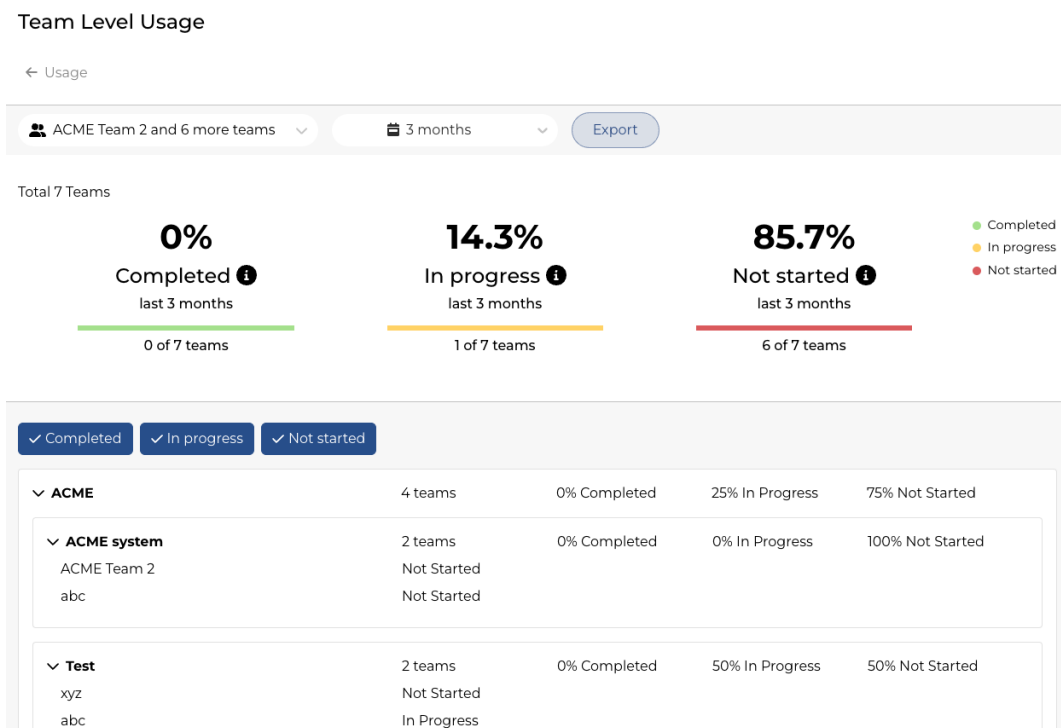 Team Level Usage
← Usage
ACME Team 2 and 6 more teams
3 months
Export
Total 7 Teams
0%
Completed
last 3 months
0 of 7 teams
14.3%
In progress
last 3 months
1 of 7 teams
85.7%
Not started
last 3 months
6 of 7 teams
Completed
In progress
Not started
Completed In progress Not started
ACME 4 teams 0% Completed 25% In Progress 75% Not Started
ACME system 2 teams 0% Completed 0% In Progress 100% Not Started
ACME Team 2 Not Started
abc Not Started
Test 2 teams 0% Completed 50% In Progress 50% Not Started
xyz Not Started
abc In Progress